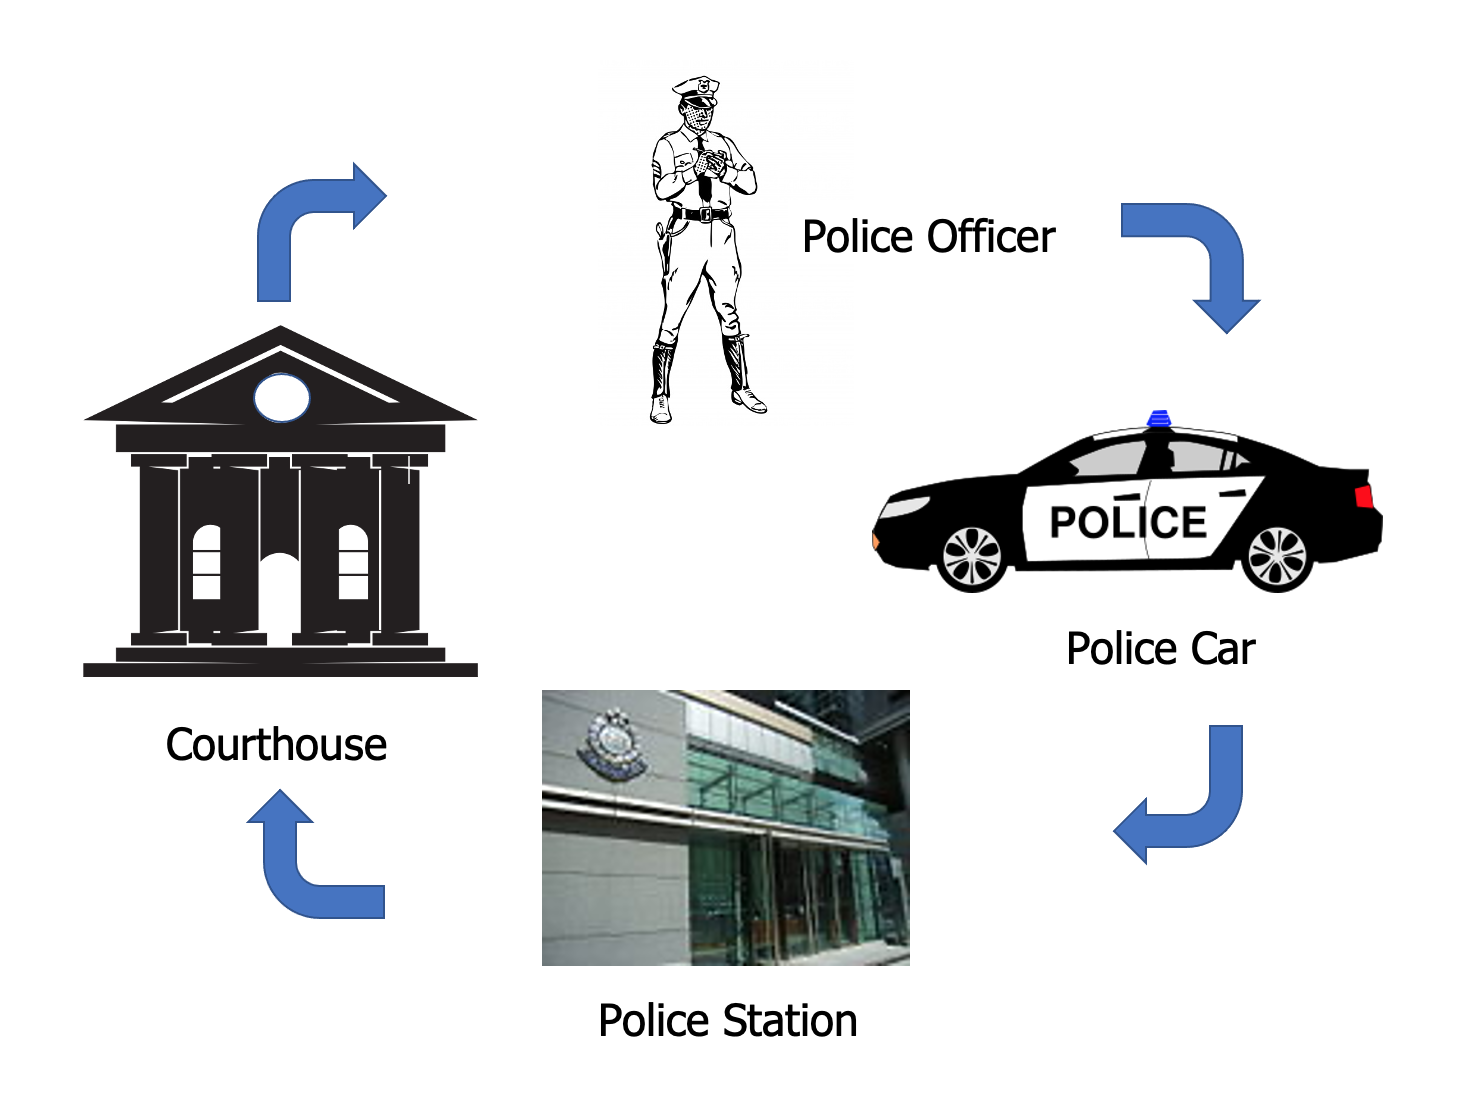 Police Officer
POLICE
Police Car
Courthouse
Police Station